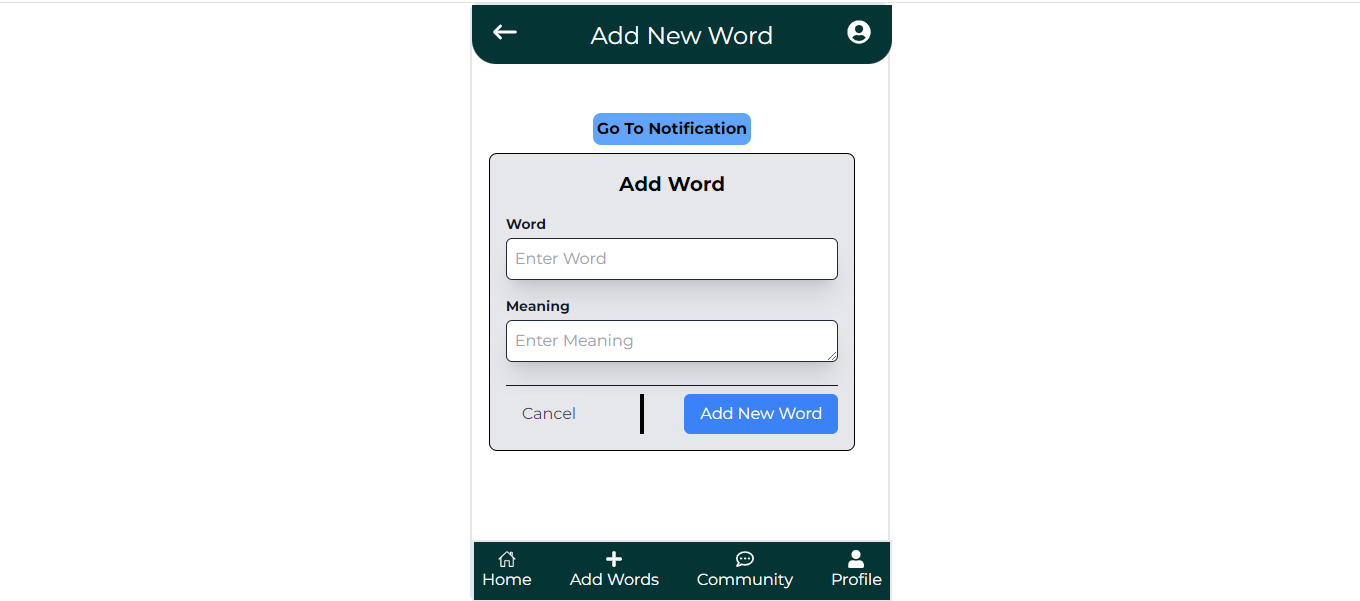 Add New Word
Go To Notification
Add Word
Word
Enter Word
Meaning
Enter Meaning
Cancel
Add New Word
Home
Add Words
Community
Profile